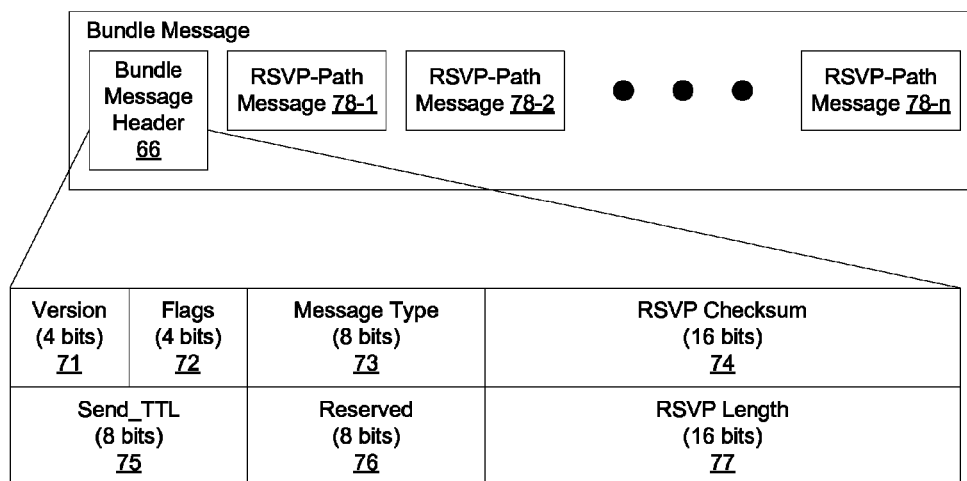 Bundle Message
Bundle
Message
Header
66
RSVP-Path
Message 78-1
RSVP-Path
Message 78-2
RSVP-Path
Message 78-n
Version
(4 bits)
71
Flags
(4 bits)
72
Message Type
(8 bits)
73
RSVP Checksum
(16 bits)
74
Send_TTL
(8 bits)
75
Reserved
(8 bits)
76
RSVP Length
(16 bits)
77